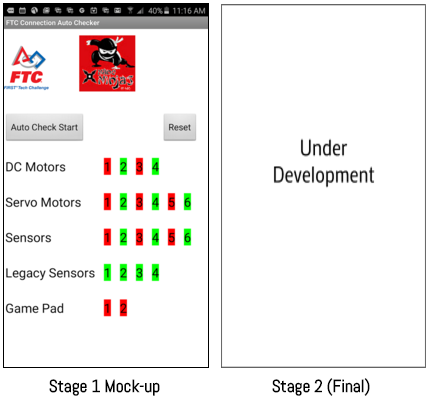 40% 11:16 AM
FTC Connection Auto Checker
FTC
FIRST Tech Challenge
Auto Check Start
Reset
DC Motors 1 2 3 4
Servo Motors 1 2 3 4 5 6
Sensors 1 2 3 4 5 6
Legacy Sensors 1 2 3 4
Game Pad 1 2
Under
Development
Stage 1 Mock-up
Stage 2 (Final)